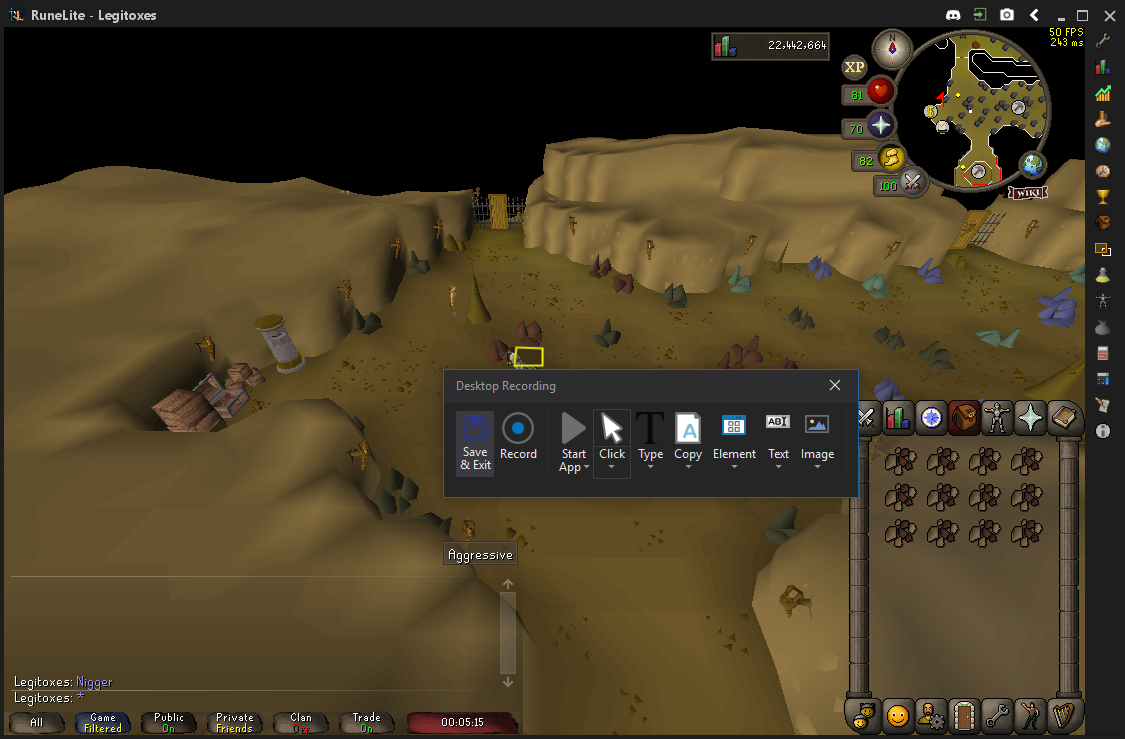 RuneLite - Legitoxes
50 FPS
243 ms
22,442,664
XP
81
70
82
100
WIKI
Desktop Recording
Save & Exit
Record
Start App
Click
Type
Copy
Element
Text
Image
Aggressive
Legitoxes: Nigger
Legitoxes: *
All
Game
Filtered
Public
On
Private
Friends
Clan
Off
Trade
On
00:05:15